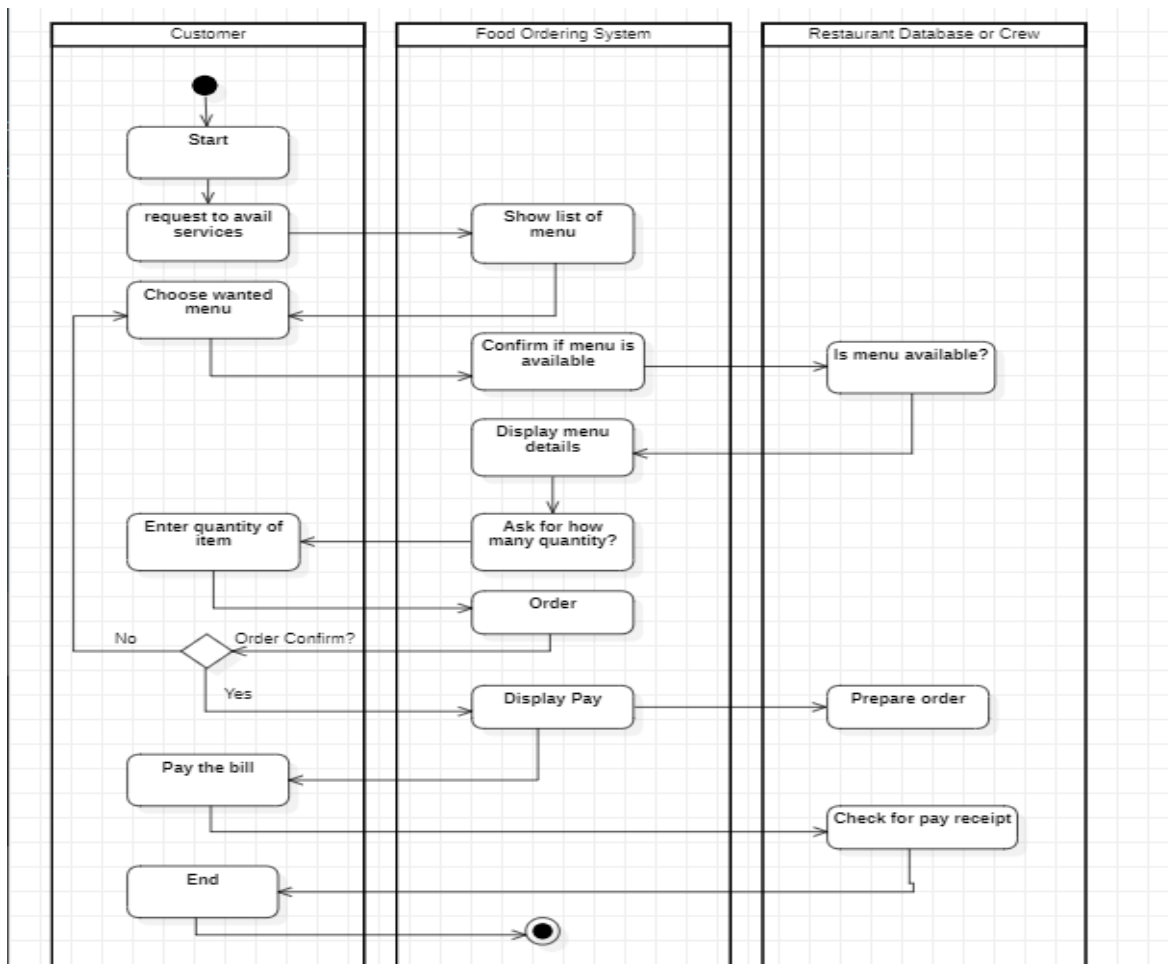 Customer
Food Ordering System
Restaurant Database or Crew
Start
request to avail
services
Show list of
menu
Choose wanted
menu
Confirm if menu is
available
Is menu available?
Display menu
details
Enter quantity of
item
Ask for how
many quantity?
Order
No
Order Confirm?
Yes
Display Pay
Prepare order
Pay the bill
Check for pay receipt
End